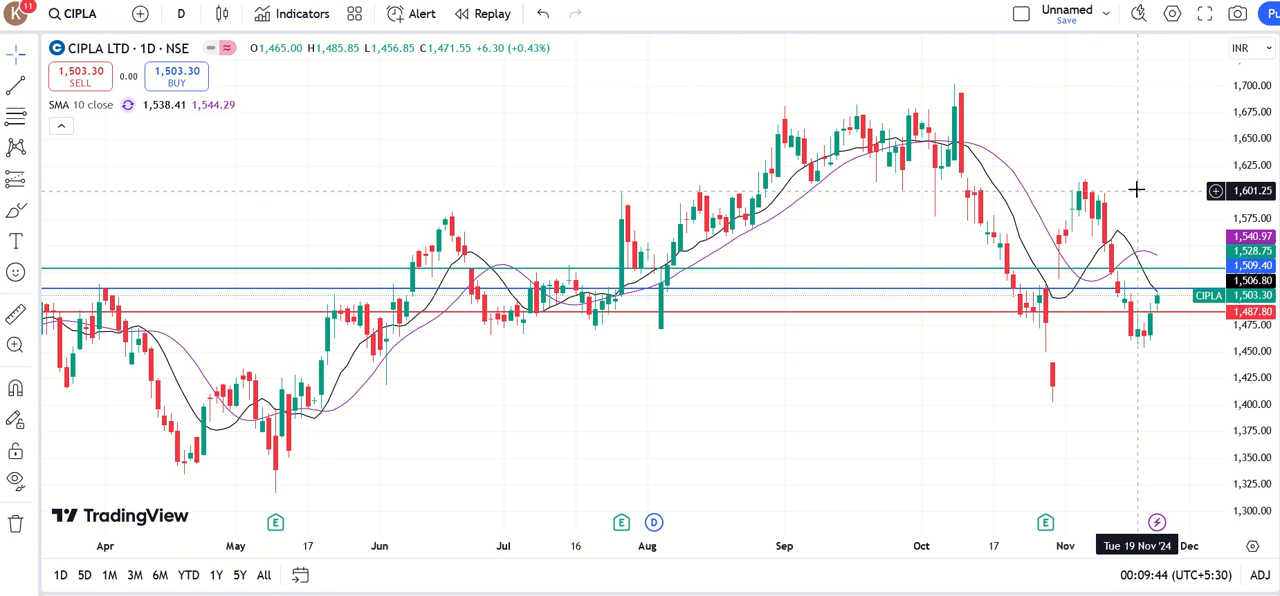 K 11 CIPLA D Indicators Alert Replay Unnamed Save Pu
CIPLA LTD · 1D · NSE O1,465.00 H1,485.85 L1,456.85 C1,471.55 +6.30 (+0.43%) INR
1,503.30 SELL 0.00 1,503.30 BUY
SMA 10 close 1,538.41 1,544.29
1,700.00
1,675.00
1,650.00
1,625.00
1,601.25
1,575.00
1,540.97
1,528.75
1,509.40
1,506.80
CIPLA 1,503.30
1,487.80
1,475.00
1,450.00
1,425.00
1,400.00
1,375.00
1,350.00
1,325.00
1,300.00
TradingView
E E D E
Apr May 17 Jun Jul 16 Aug Sep Oct 17 Nov Tue 19 Nov '24 Dec
1D 5D 1M 3M 6M YTD 1Y 5Y All 00:09:44 (UTC+5:30) ADJ